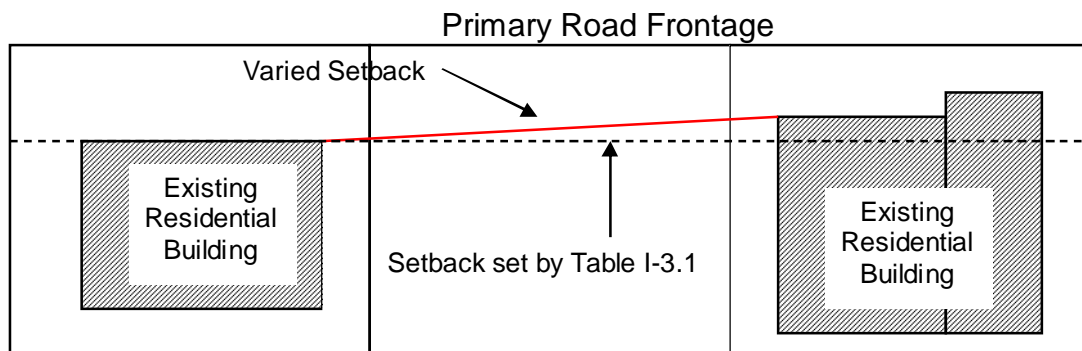 Primary Road Frontage
Varied Setback
Existing
Residential
Building
Setback set by Table I-3.1
Existing
Residential
Building